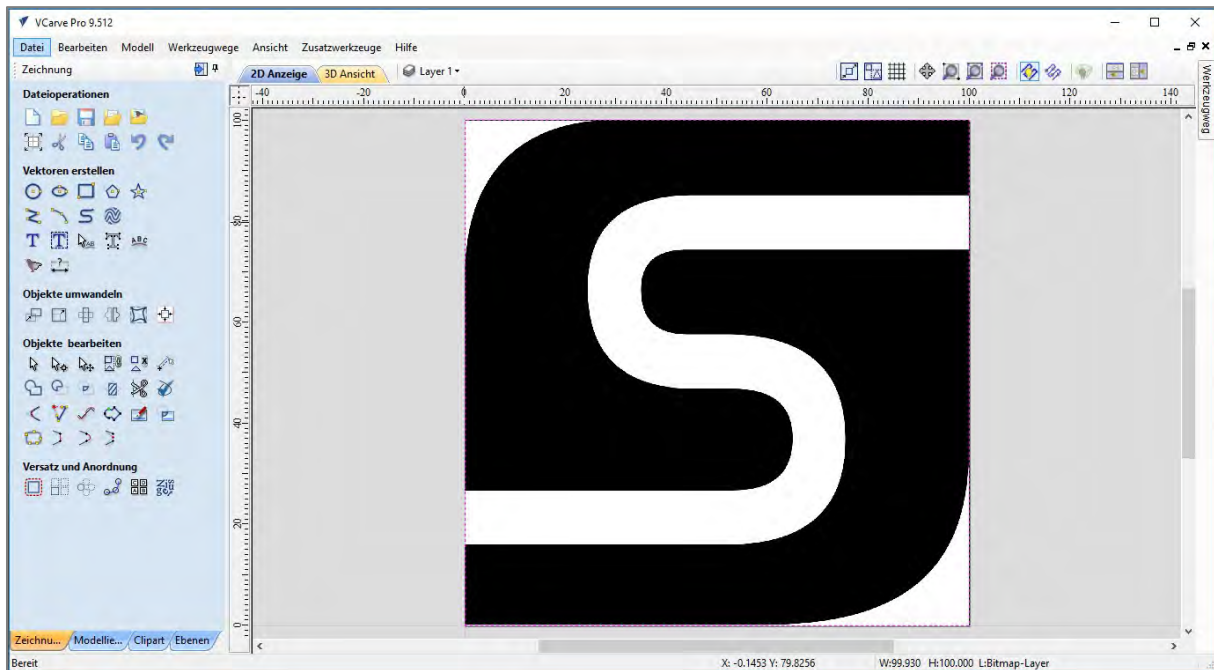 VCarve Pro 9.512
Datei Bearbeiten Modell Werkzeugwege Ansicht Zusatzwerkzeuge Hilfe
Zeichnung
2D Anzeige 3D Ansicht Layer 1
Werkzeugweg
Dateioperationen
-40 -20 0 20 40 60 80 100 120 140
100
80
60
40
20
0
Vektoren erstellen
Objekte umwandeln
Objekte bearbeiten
Versatz und Anordnung
Zeichnu... Modellie... Clipart Ebenen
Bereit X: -0.1453 Y: 79.8256 W:99.930 H:100.000 L:Bitmap-Layer